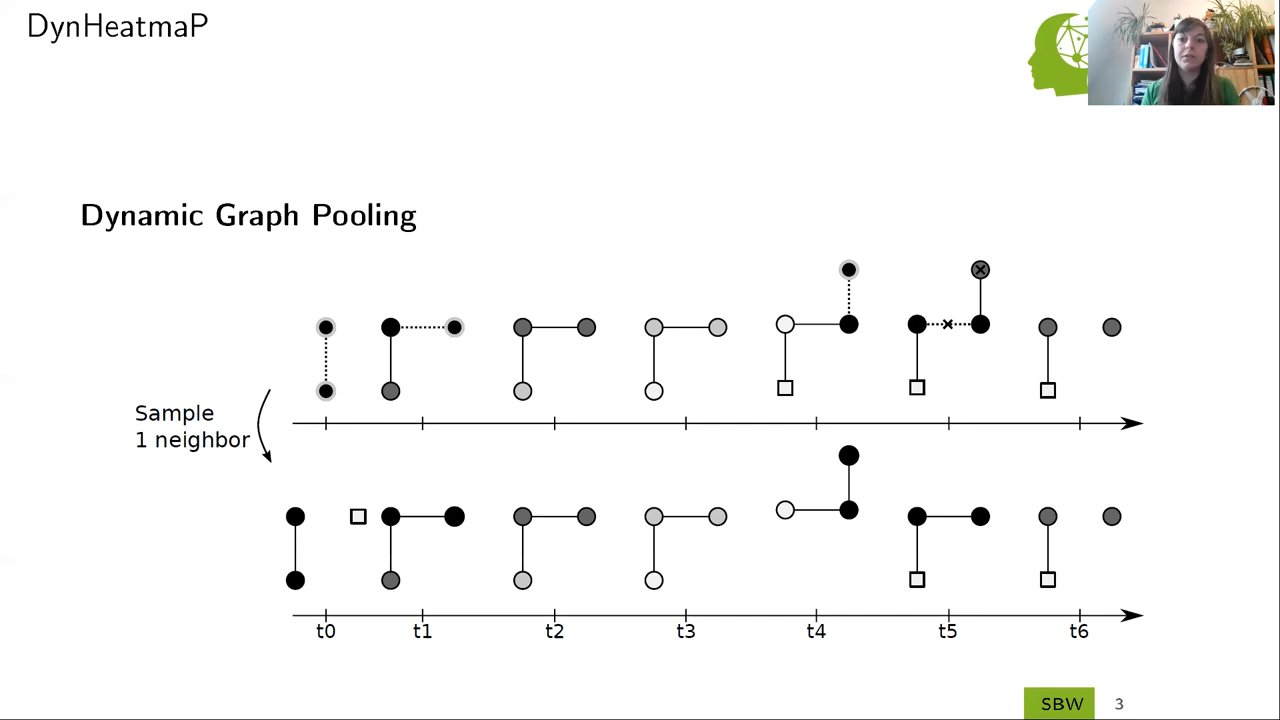 DynHeatmaP
Dynamic Graph Pooling
Sample
1 neighbor
t0 t1 t2 t3 t4 t5 t6
SBW 3